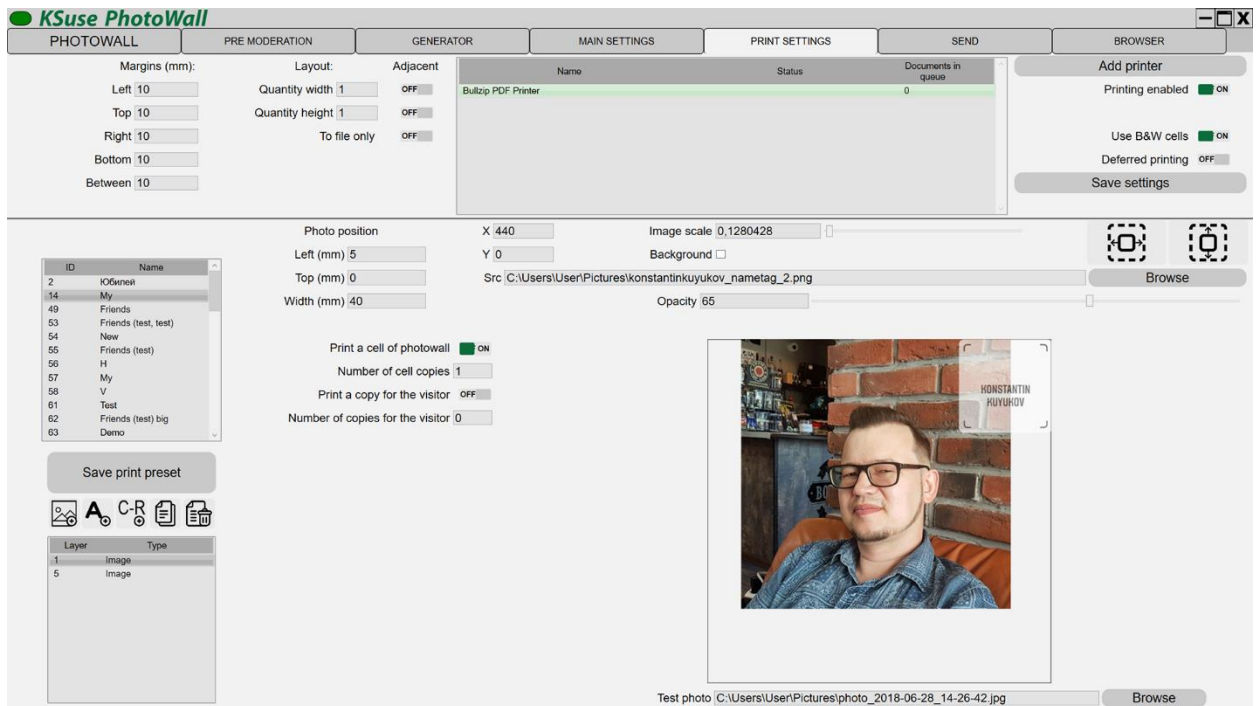 KSuse PhotoWall
PHOTOWALL PRE MODERATION GENERATOR MAIN SETTINGS PRINT SETTINGS SEND BROWSER
Margins (mm): Layout: Adjacent
Left 10 Quantity width 1 OFF
Top 10 Quantity height 1 OFF
Right 10 To file only OFF
Bottom 10
Between 10
Name Status Documents in queue
Bullzip PDF Printer 0
Add printer
Printing enabled ON
Use B&W cells ON
Deferred printing OFF
Save settings
Photo position X 440 Image scale 0,1280428
Left (mm) 5 Y 0 Background
Top (mm) 0 Src C:\Users\User\Pictures\konstantinkuyukov_nametag_2.png Browse
Width (mm) 40 Opacity 65
ID Name
2 Юбилей
14 My
49 Friends
53 Friends (test, test)
54 New
55 Friends (test)
56 H
57 My
58 V
61 Test
62 Friends (test) big
63 Demo
Print a cell of photowall ON
Number of cell copies 1
Print a copy for the visitor OFF
Number of copies for the visitor 0
Save print preset
A C-R
Layer Type
1 Image
5 Image
KONSTANTIN
KUYUKOV
Test photo C:\Users\User\Pictures\photo_2018-06-28_14-26-42.jpg Browse